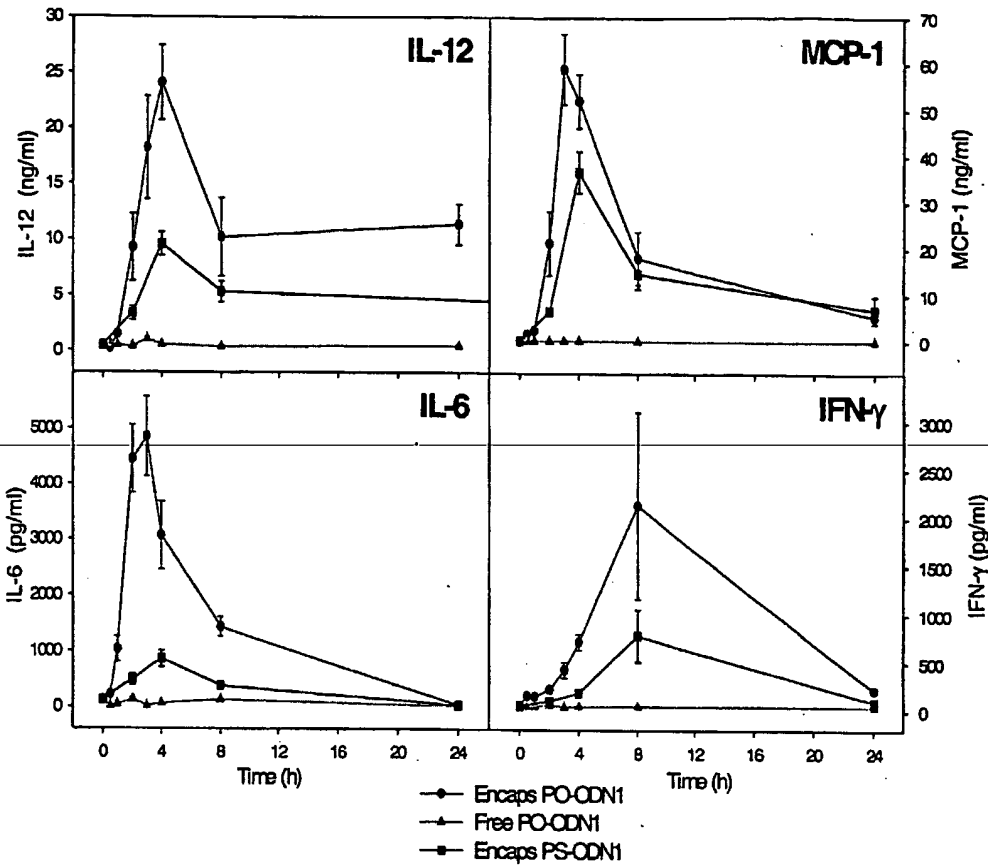 IL-12
30
25
20
15
10
5
0
IL-12 (ng/ml)
MCP-1
70
60
50
40
30
20
10
0
MCP-1 (ng/ml)
IL-6
5000
4000
3000
2000
1000
0
IL-6 (pg/ml)
0 4 8 12 16 20 24
Time (h)
IFN-γ
3000
2500
2000
1500
1000
500
0
IFN-γ (pg/ml)
0 4 8 12 16 20 24
Time (h)
Encaps PO-ODN1
Free PO-ODN1
Encaps PS-ODN1